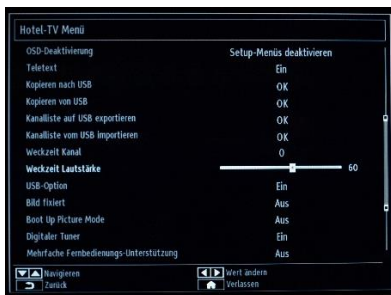 Hotel-TV Menü
OSD-Deaktivierung Setup-Menüs deaktivieren
Teletext Ein
Kopieren nach USB OK
Kopieren von USB OK
Kanalliste auf USB exportieren OK
Kanalliste vom USB importieren OK
Weckzeit Kanal 0
Weckzeit Lautstärke 60
USB-Option Ein
Bild fixiert Aus
Boot Up Picture Mode Aus
Digitaler Tuner Ein
Mehrfache Fernbedienungs-Unterstützung Aus
Navigieren Wert ändern
Zurück Verlassen